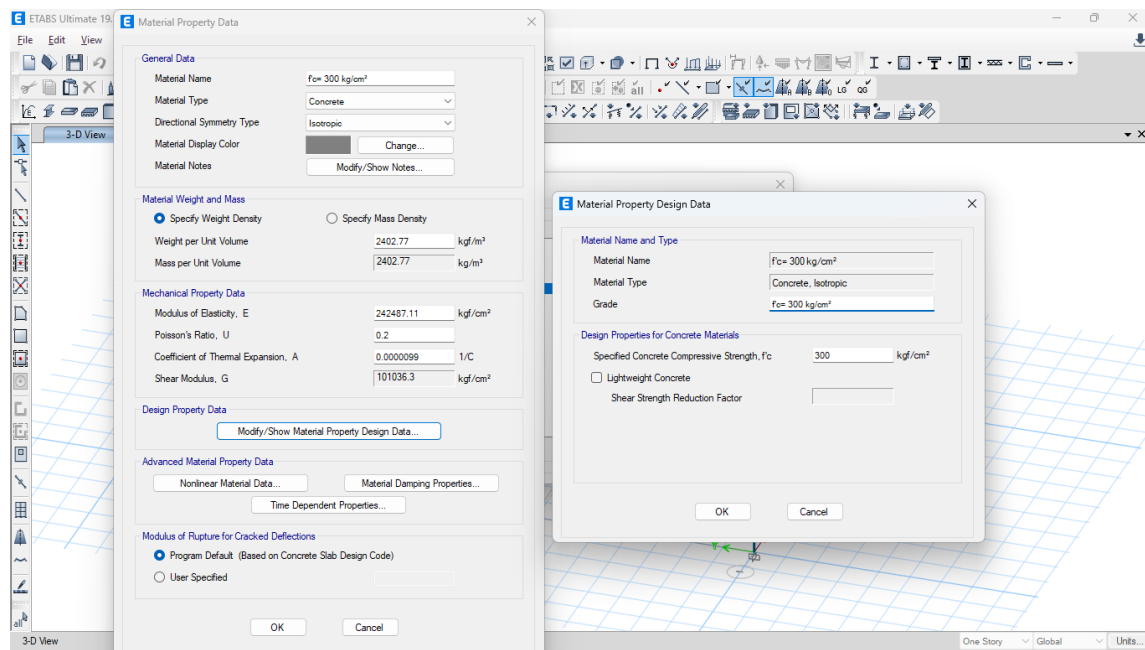 ETABS Ultimate 19.
File Edit View
3-D View
all
LG QG
Material Property Data
General Data
Material Name f'c= 300 kg/cm²
Material Type Concrete
Directional Symmetry Type Isotropic
Material Display Color Change...
Material Notes Modify/Show Notes...
Material Weight and Mass
Specify Weight Density Specify Mass Density
Weight per Unit Volume 2402.77 kgf/m³
Mass per Unit Volume 2402.77 kg/m³
Mechanical Property Data
Modulus of Elasticity, E 242487.11 kgf/cm²
Poisson's Ratio, U 0.2
Coefficient of Thermal Expansion, A 0.0000099 1/C
Shear Modulus, G 101036.3 kgf/cm²
Design Property Data
Modify/Show Material Property Design Data...
Advanced Material Property Data
Nonlinear Material Data... Material Damping Properties...
Time Dependent Properties...
Modulus of Rupture for Cracked Deflections
Program Default (Based on Concrete Slab Design Code)
User Specified
OK Cancel
Material Property Design Data
Material Name and Type
Material Name f'c= 300 kg/cm²
Material Type Concrete, Isotropic
Grade f'c= 300 kg/cm²
Design Properties for Concrete Materials
Specified Concrete Compressive Strength, f'c 300 kgf/cm²
Lightweight Concrete
Shear Strength Reduction Factor
OK Cancel
all
3-D View One Story Global Units...